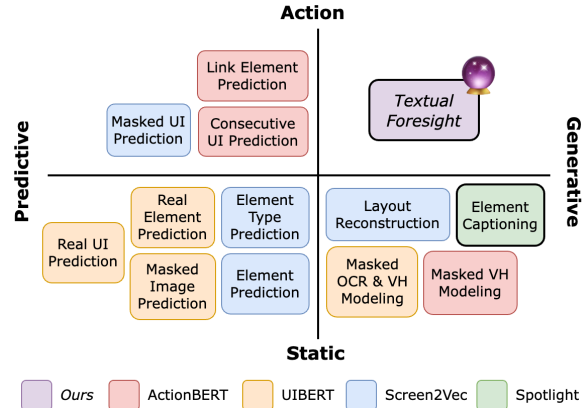 Action
Link Element
Prediction
Masked UI
Prediction
Consecutive
UI Prediction
Textual
Foresight
Predictive
Generative
Real
Element
Prediction
Element
Type
Prediction
Real UI
Prediction
Masked
Image
Prediction
Element
Prediction
Layout
Reconstruction
Element
Captioning
Masked
OCR & VH
Modeling
Masked VH
Modeling
Static
Ours
ActionBERT
UIBERT
Screen2Vec
Spotlight